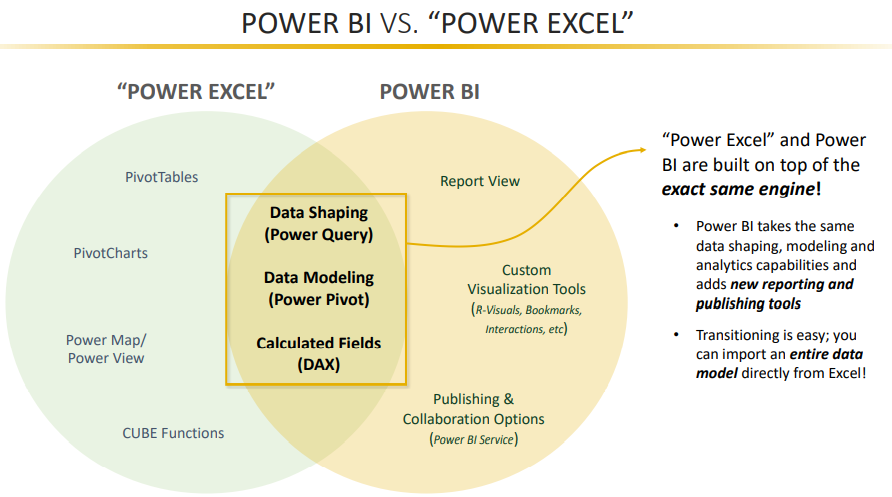 POWER BI VS. “POWER EXCEL”
“POWER EXCEL”
POWER BI
PivotTables
PivotCharts
Power Map/
Power View
CUBE Functions
Data Shaping
(Power Query)
Data Modeling
(Power Pivot)
Calculated Fields
(DAX)
Report View
Custom
Visualization Tools
(R-Visuals, Bookmarks,
Interactions, etc)
Publishing &
Collaboration Options
(Power BI Service)
“Power Excel” and Power
BI are built on top of the
exact same engine!
• Power BI takes the same
data shaping, modeling and
analytics capabilities and
adds new reporting and
publishing tools
• Transitioning is easy; you
can import an entire data
model directly from Excel!